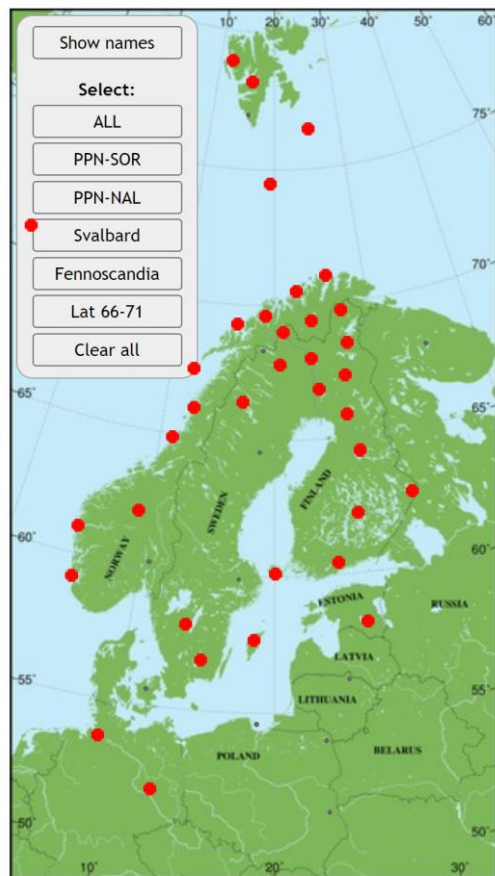 10° 10° 20° 30° 40° 50° 60°
Show names
Select:
ALL
PPN-SOR
PPN-NAL
Svalbard
Fennoscandia
Lat 66-71
Clear all
75°
70°
65°
65°
60°
60°
55°
55°
50°
50°
NORWAY
SWEDEN
FINLAND
ESTONIA
RUSSIA
LATVIA
LITHUANIA
POLAND
BELARUS
10° 20° 30°